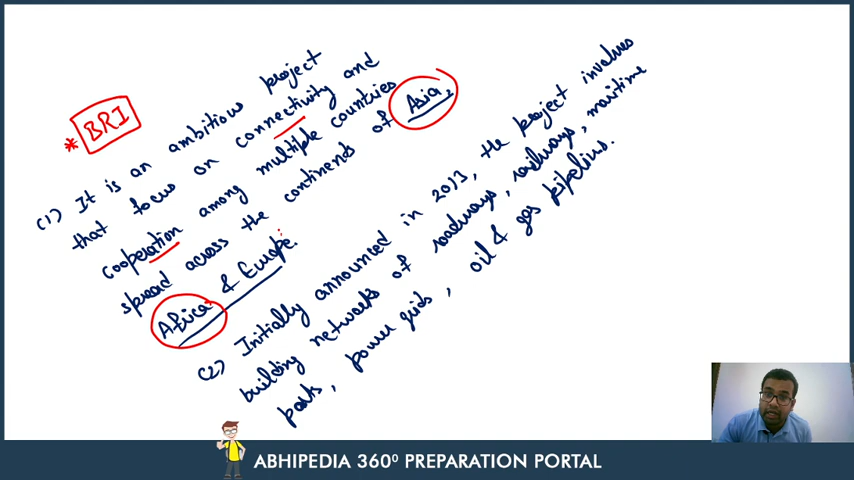 * BRI
(1) It is an ambitious project
that focus on connectivity and
cooperation among multiple countries
spread across the continents of Asia,
Africa & Europe.
(2) Initially announced in 2013, the project involves
building networks of roadways, railways, maritime
ports, power grids, oil & gas pipelines.
ABHIPEDIA 360⁰ PREPARATION PORTAL